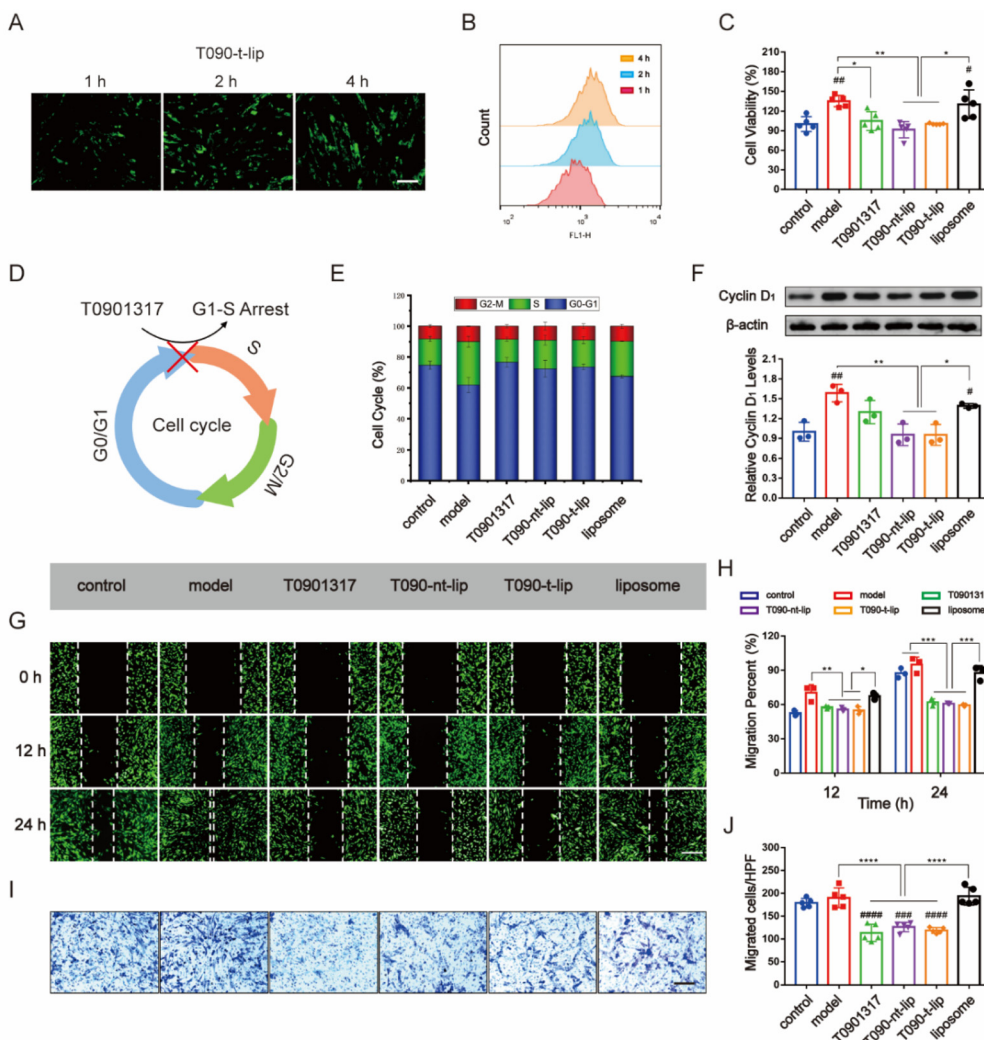 A
T090-t-lip
1 h 2 h 4 h
B
Count
4 h
2 h
1 h
10² 10³ 10⁴
FL1-H
C
Cell Viability (%)
210
180
150
120
90
60
30
0
** * * ## #
control model T0901317 T090-nt-lip T090-t-lip liposome
D
T0901317 G1-S Arrest
S
Cell cycle
G0/G1
G2/M
E
Cell Cycle (%)
120
100
80
60
40
20
0
G2-M S G0-G1
control model T0901317 T090-nt-lip T090-t-lip liposome
F
Cyclin D1
β-actin
Relative Cyclin D1 Levels
2.1
1.8
1.5
1.2
0.9
0.6
0.3
0.0
** * ## #
control model T0901317 T090-nt-lip T090-t-lip liposome
control model T0901317 T090-nt-lip T090-t-lip liposome
G
0 h
12 h
24 h
H
control model T090131
T090-nt-lip T090-t-lip liposome
Migration Percent (%)
120
90
60
30
0
** * *** ***
12 24
Time (h)
I
J
Migrated cells/HPF
300
250
200
150
100
50
0
**** ****
#### ### ####
control model T0901317 T090-nt-lip T090-t-lip liposome